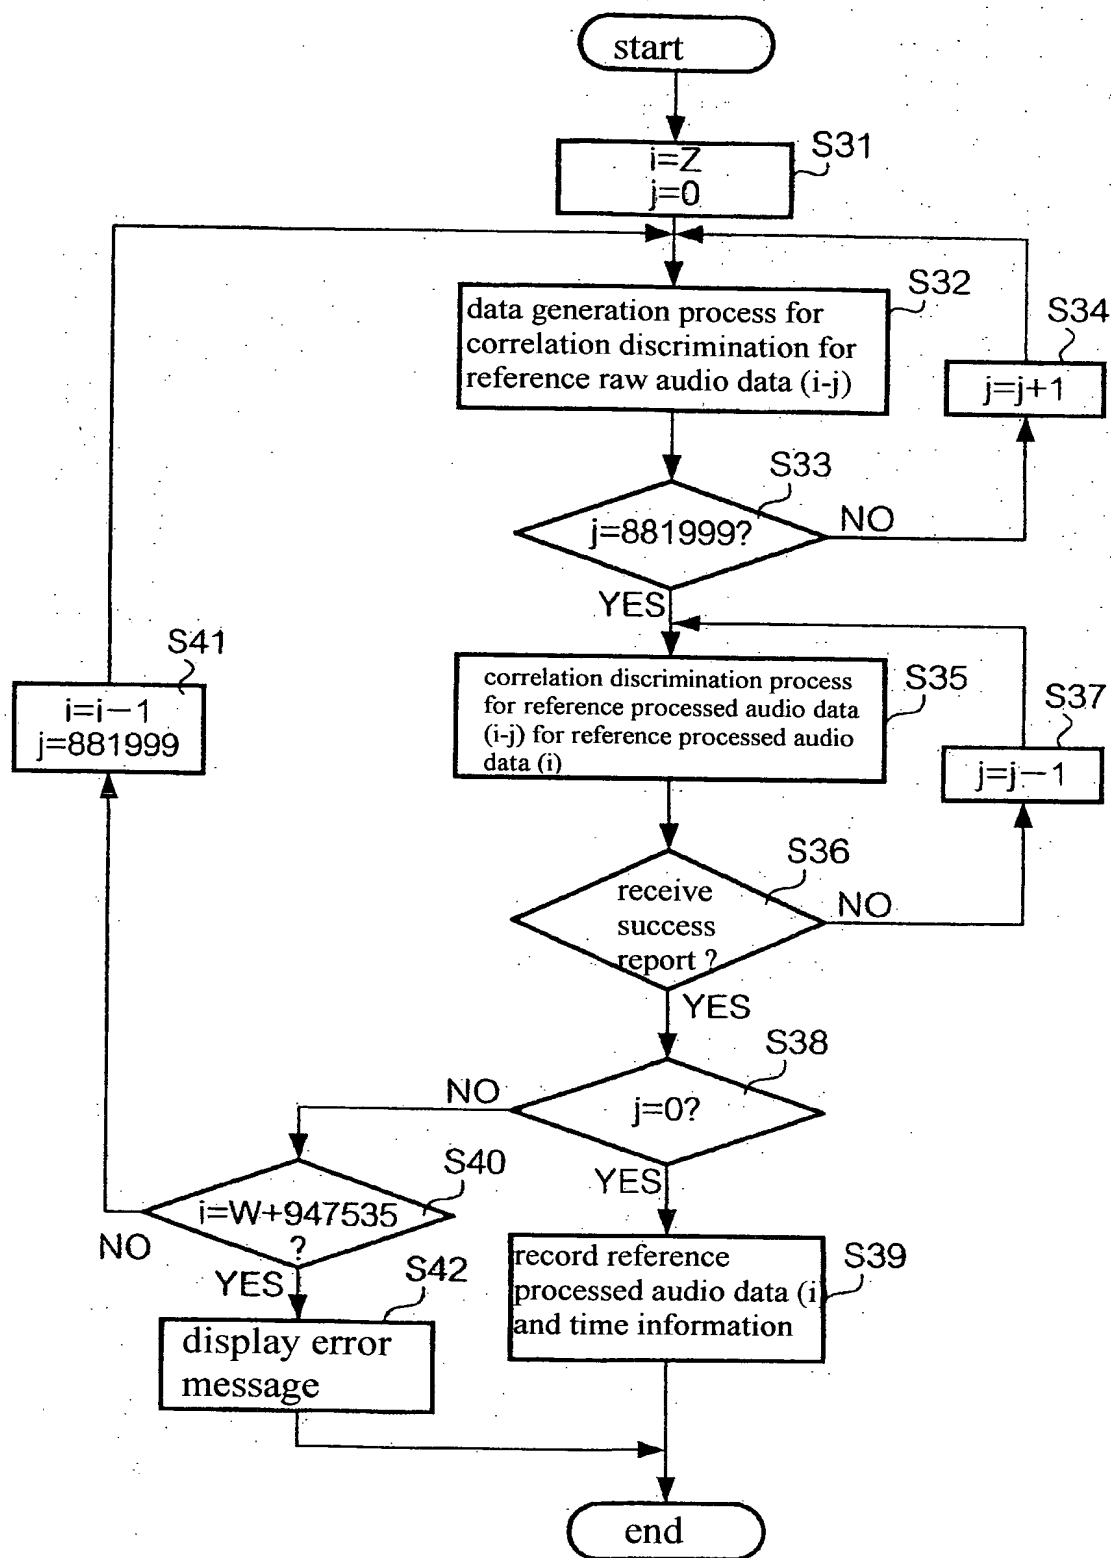 start
S31
i=Z
j=0
S32
data generation process for
correlation discrimination for
reference raw audio data (i-j)
S34
j=j+1
S33
j=881999?
NO
YES
S41
i=i−1
j=881999
S35
correlation discrimination process
for reference processed audio data
(i-j) for reference processed audio
data (i)
S37
j=j−1
S36
receive
success
report ?
NO
YES
S38
j=0?
NO
YES
S40
i=W+947535
?
NO
YES
S42
display error
message
S39
record reference
processed audio data (i
and time information
end